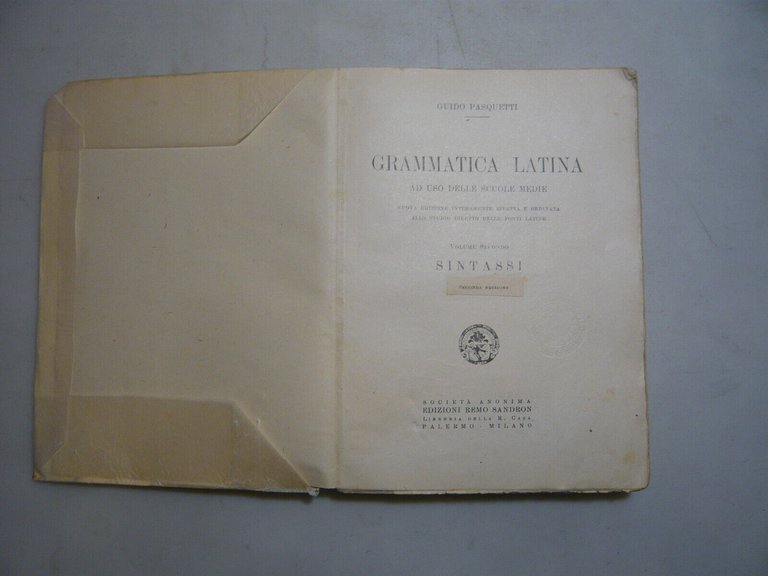 GUIDO PASQUETTI
GRAMMATICA LATINA
AD USO DELLE SCUOLE MEDIE
NUOVA EDIZIONE INTERAMENTE RIFATTA E ORDINATA
ALLO STUDIO DIRETTO DELLE FONTI LATINE
VOLUME SECONDO
SINTASSI
SECONDA EDIZIONE
SOCIETÀ ANONIMA
EDIZIONI REMO SANDRON
LIBRERIA DELLA R. CASA
PALERMO - MILANO